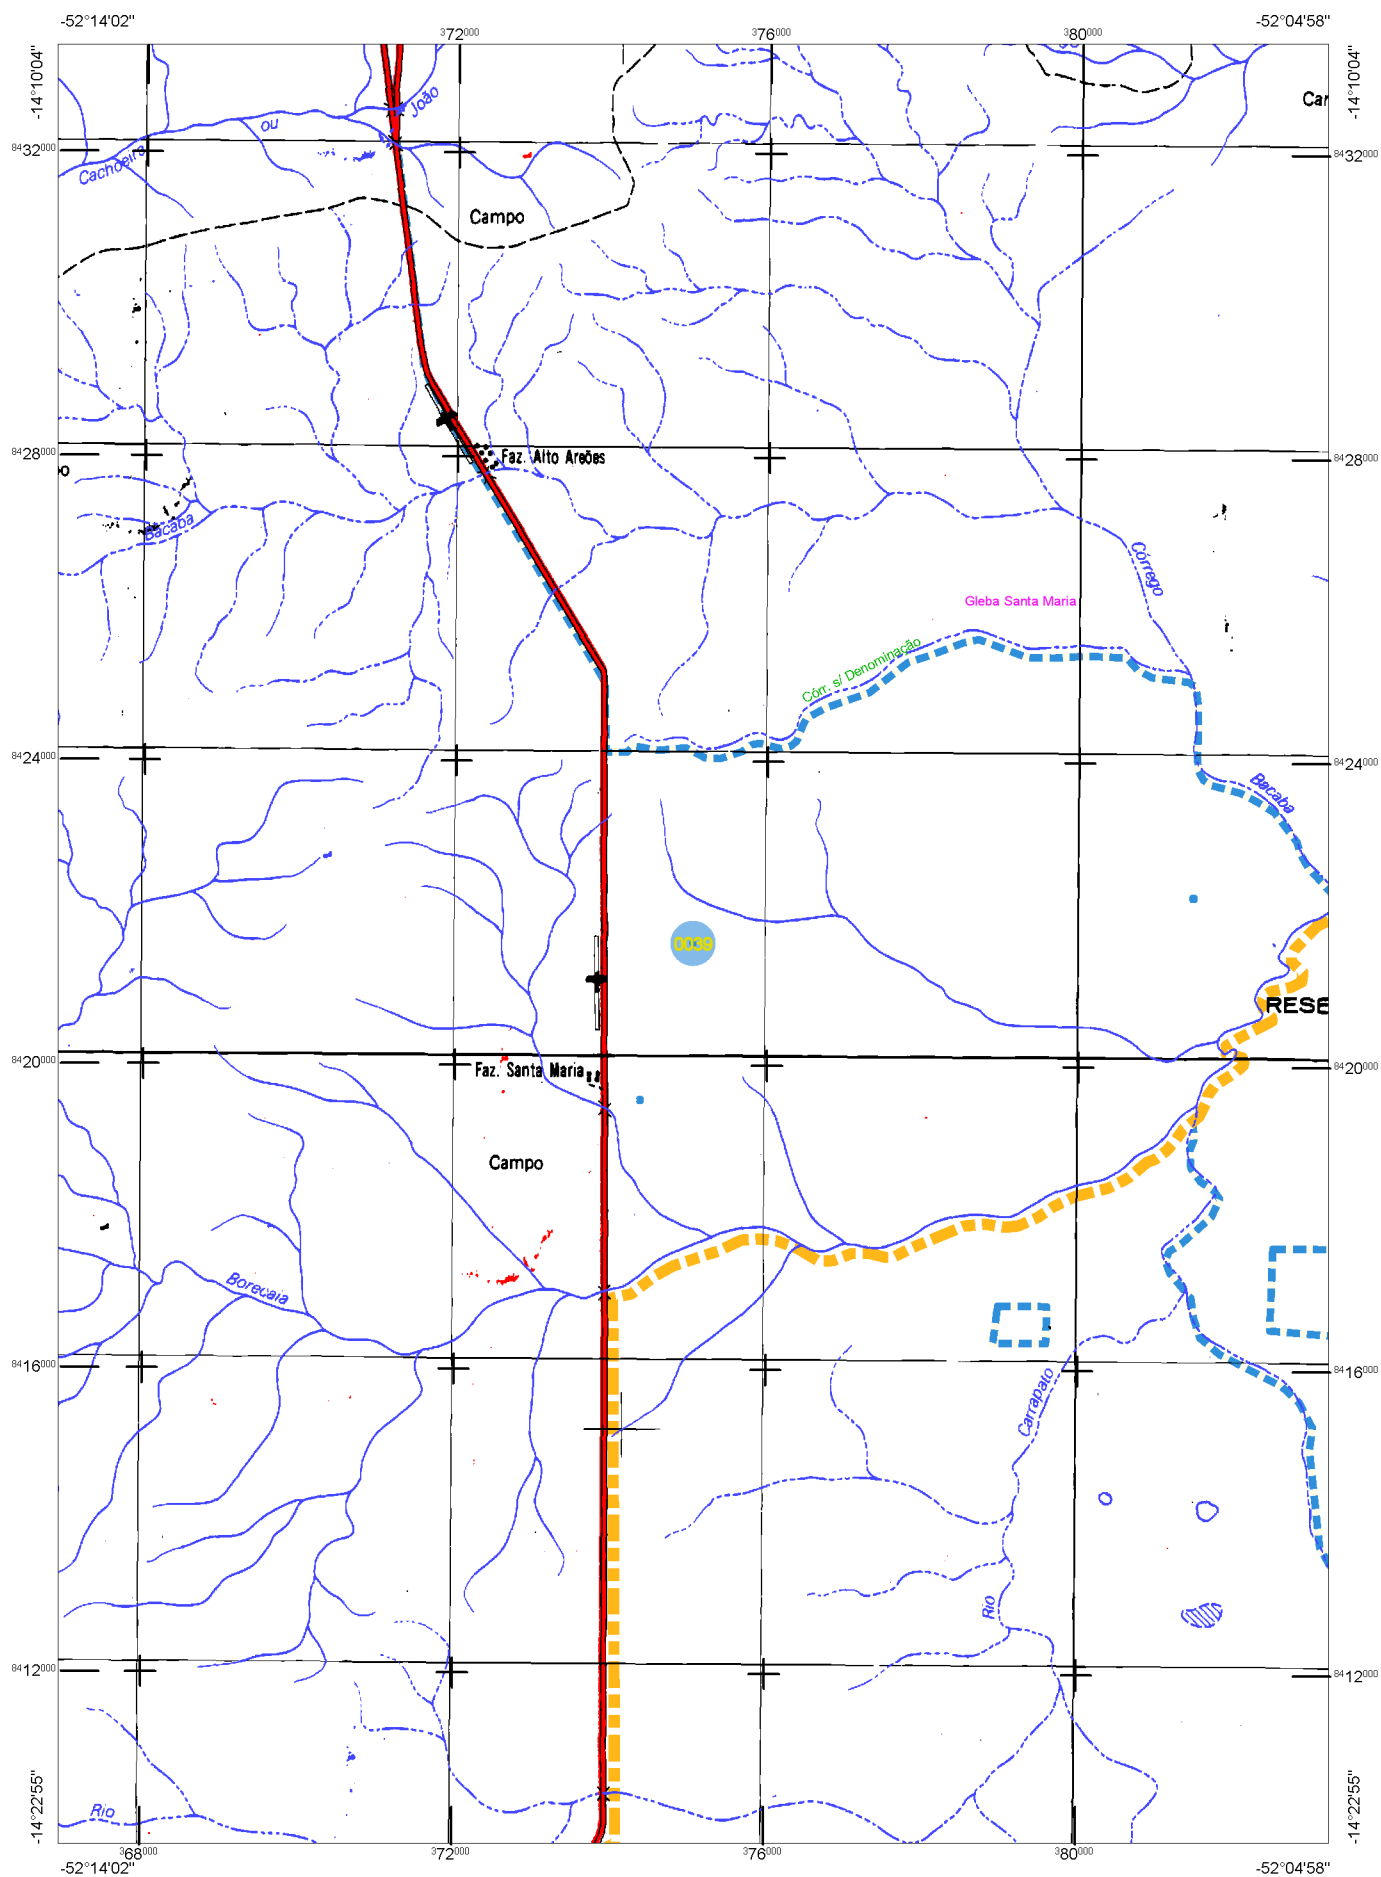 -52°14'02"
-52°04'58"
372000
376000
380000
-14°10'04"
-14°10'04"
João
ou
Car
8432000
8432000
Cachoeira
Campo
Faz. Alto Areões
8428000
8428000
Bacaba
Córrego
Gleba Santa Maria
Córr. s/ Denominação
8424000
8424000
Bacaba
0039
RESE
8420000
8420000
Faz. Santa Maria
Campo
Borecaia
8416000
8416000
Carrapato
Rio
8412000
8412000
Rio
-14°22'55"
-14°22'55"
368000
372000
376000
380000
-52°14'02"
-52°04'58"